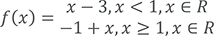 f(x) = x − 3, x < 1, x ∈ R
−1 + x, x ≥ 1, x ∈ R